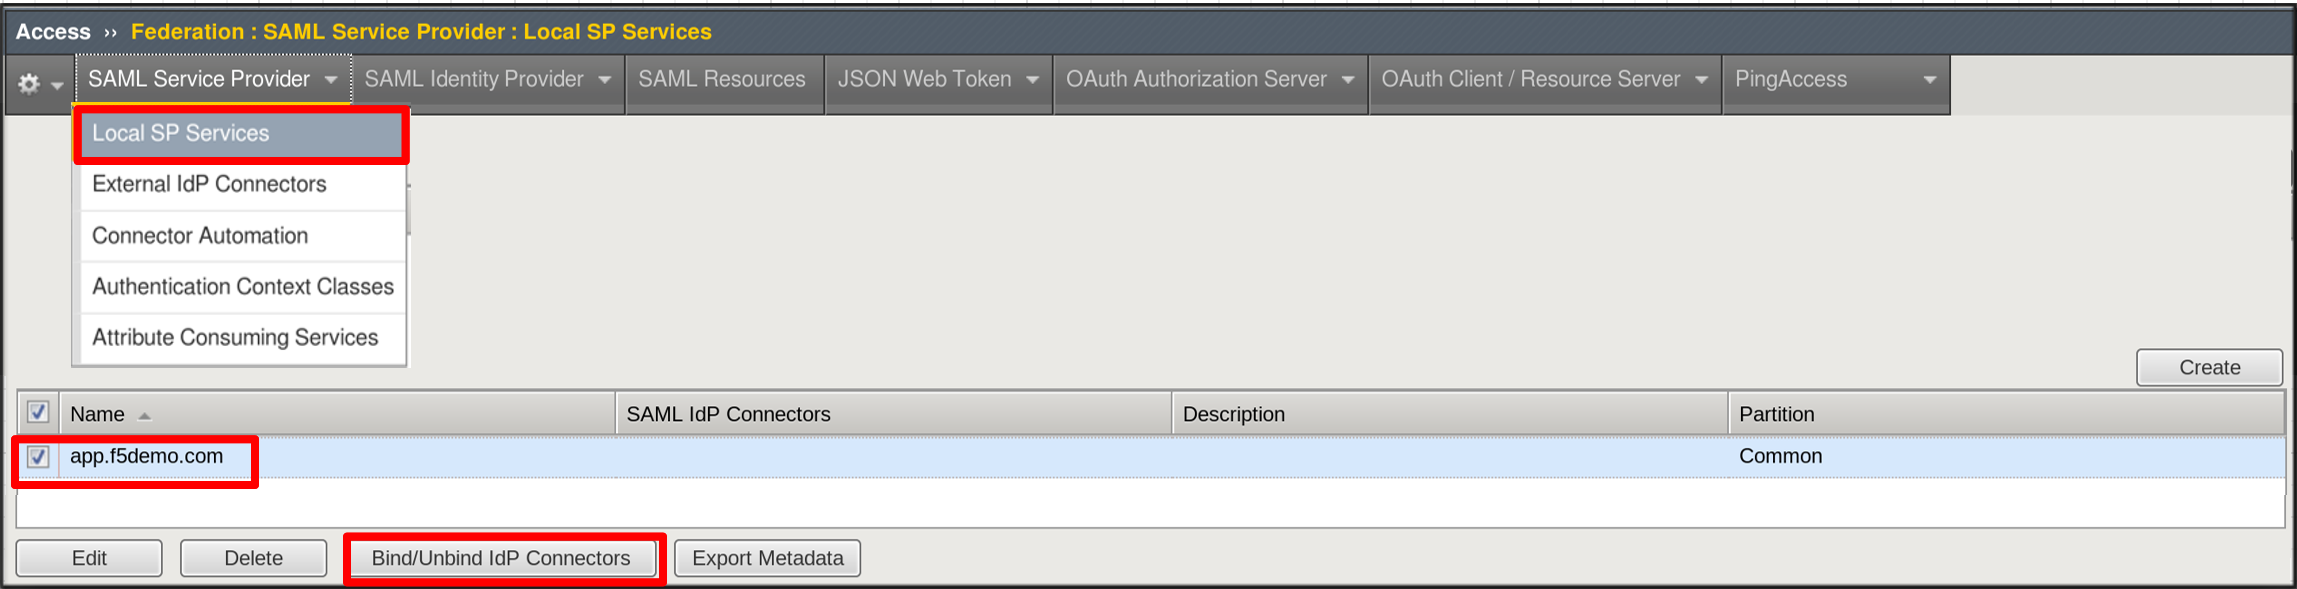 Access ›› Federation : SAML Service Provider : Local SP Services
SAML Service Provider SAML Identity Provider SAML Resources JSON Web Token OAuth Authorization Server OAuth Client / Resource Server PingAccess
Local SP Services
External IdP Connectors
Connector Automation
Authentication Context Classes
Attribute Consuming Services
Create
Name SAML IdP Connectors Description Partition
app.f5demo.com Common
Edit Delete Bind/Unbind IdP Connectors Export Metadata